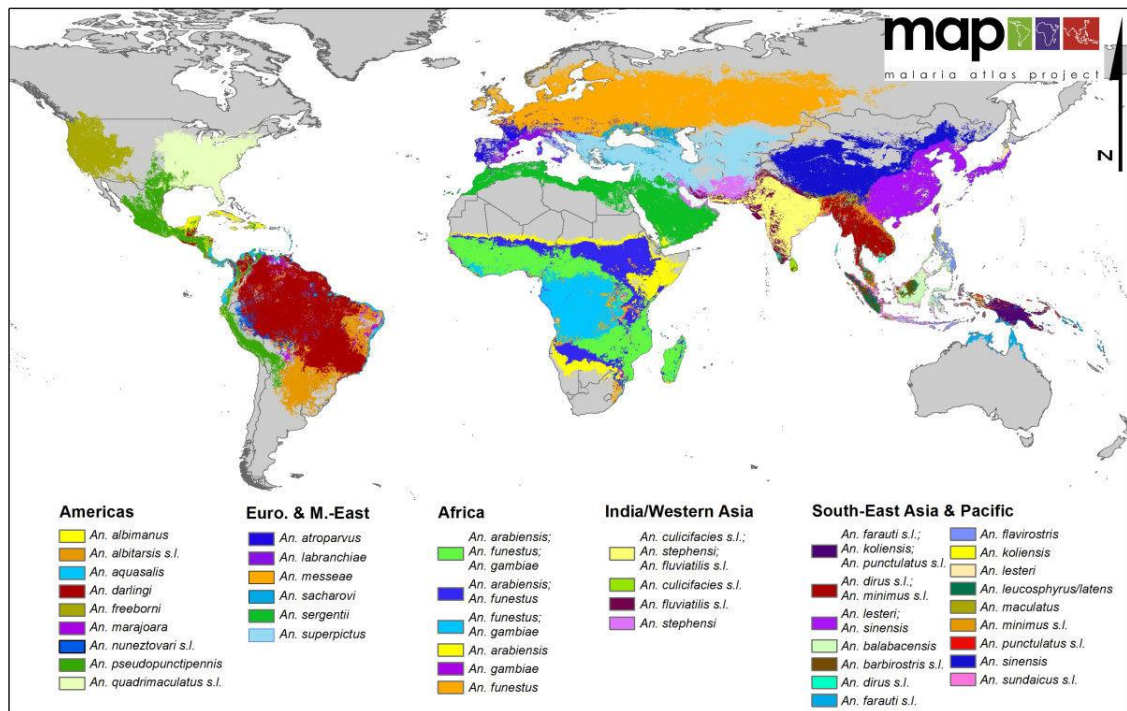 map
malaria atlas project
N
Americas
An. albimanus
An. albitarsis s.l.
An. aquasalis
An. darlingi
An. freeborni
An. marajoara
An. nuneztovari s.l.
An. pseudopunctipennis
An. quadrimaculatus s.l.
Euro. & M.-East
An. atroparvus
An. labranchiae
An. messeae
An. sacharovi
An. sergentii
An. superpictus
Africa
An. arabiensis;
An. funestus;
An. gambiae
An. arabiensis;
An. funestus
An. funestus;
An. gambiae
An. arabiensis
An. gambiae
An. funestus
India/Western Asia
An. culicifacies s.l.;
An. stephensi;
An. fluviatilis s.l.
An. culicifacies s.l.
An. fluviatilis s.l.
An. stephensi
South-East Asia & Pacific
An. farauti s.l.;
An. koliensis;
An. punctulatus s.l.
An. dirus s.l.;
An. minimus s.l.
An. lesteri;
An. sinensis
An. balabacensis
An. barbirostris s.l.
An. dirus s.l.
An. farauti s.l.
An. flavirostris
An. koliensis
An. lesteri
An. leucosphyrus/latens
An. maculatus
An. minimus s.l.
An. punctulatus s.l.
An. sinensis
An. sundaicus s.l.